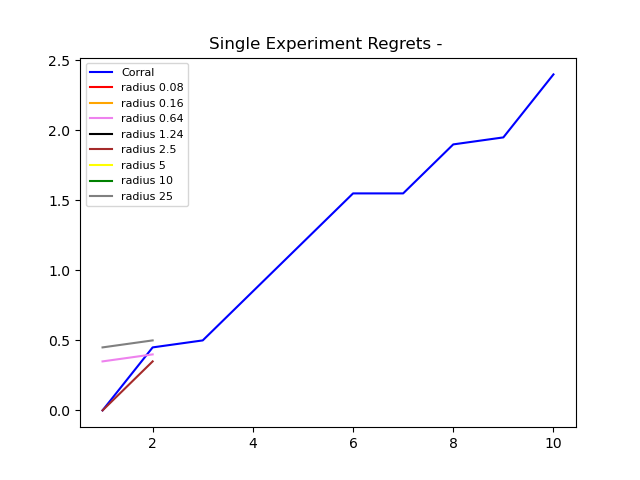 Single Experiment Regrets -
2.5
2.0
1.5
1.0
0.5
0.0
Corral
radius 0.08
radius 0.16
radius 0.64
radius 1.24
radius 2.5
radius 5
radius 10
radius 25
2 4 6 8 10